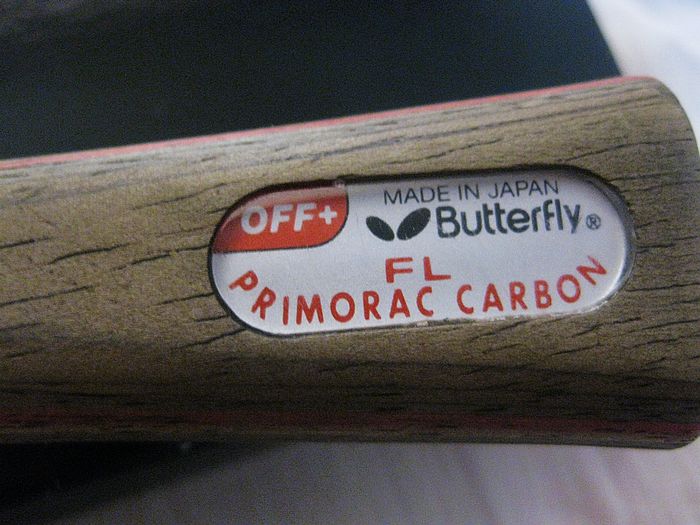 OFF+
MADE IN JAPAN
Butterfly®
FL
PRIMORAC CARBON